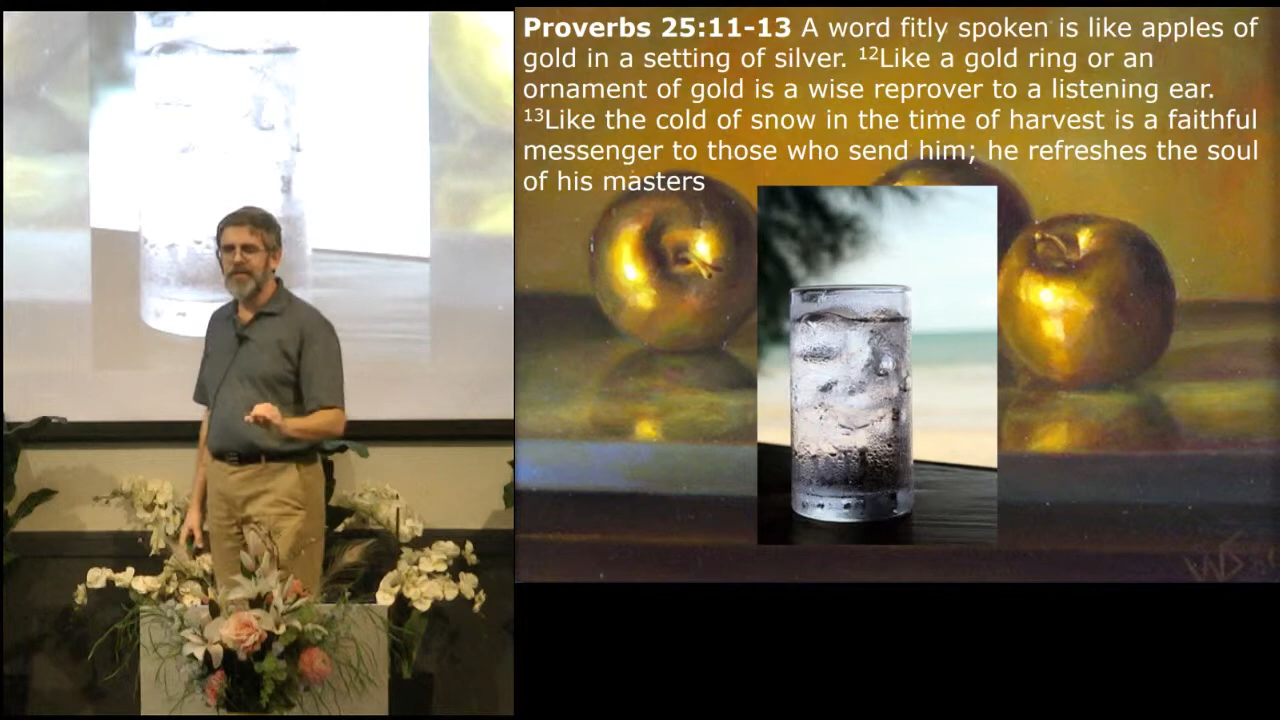 Proverbs 25:11-13 A word fitly spoken is like apples of
gold in a setting of silver. ¹²Like a gold ring or an
ornament of gold is a wise reprover to a listening ear.
¹³Like the cold of snow in the time of harvest is a faithful
messenger to those who send him; he refreshes the soul
of his masters